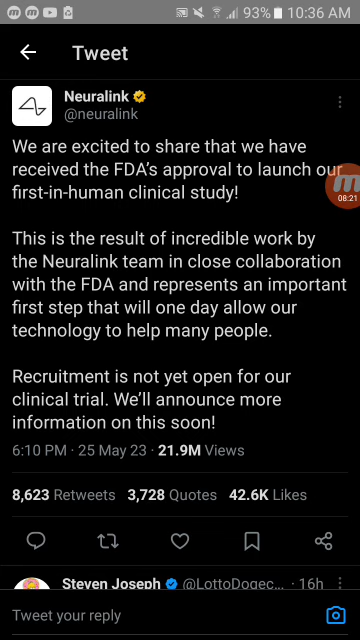 93% 10:36 AM
Tweet
Neuralink
@neuralink
We are excited to share that we have
received the FDA's approval to launch our
first-in-human clinical study!
08:21
This is the result of incredible work by
the Neuralink team in close collaboration
with the FDA and represents an important
first step that will one day allow our
technology to help many people.
Recruitment is not yet open for our
clinical trial. We'll announce more
information on this soon!
6:10 PM · 25 May 23 · 21.9M Views
8,623 Retweets 3,728 Quotes 42.6K Likes
Steven Joseph @LottoDogec... · 16h
Tweet your reply